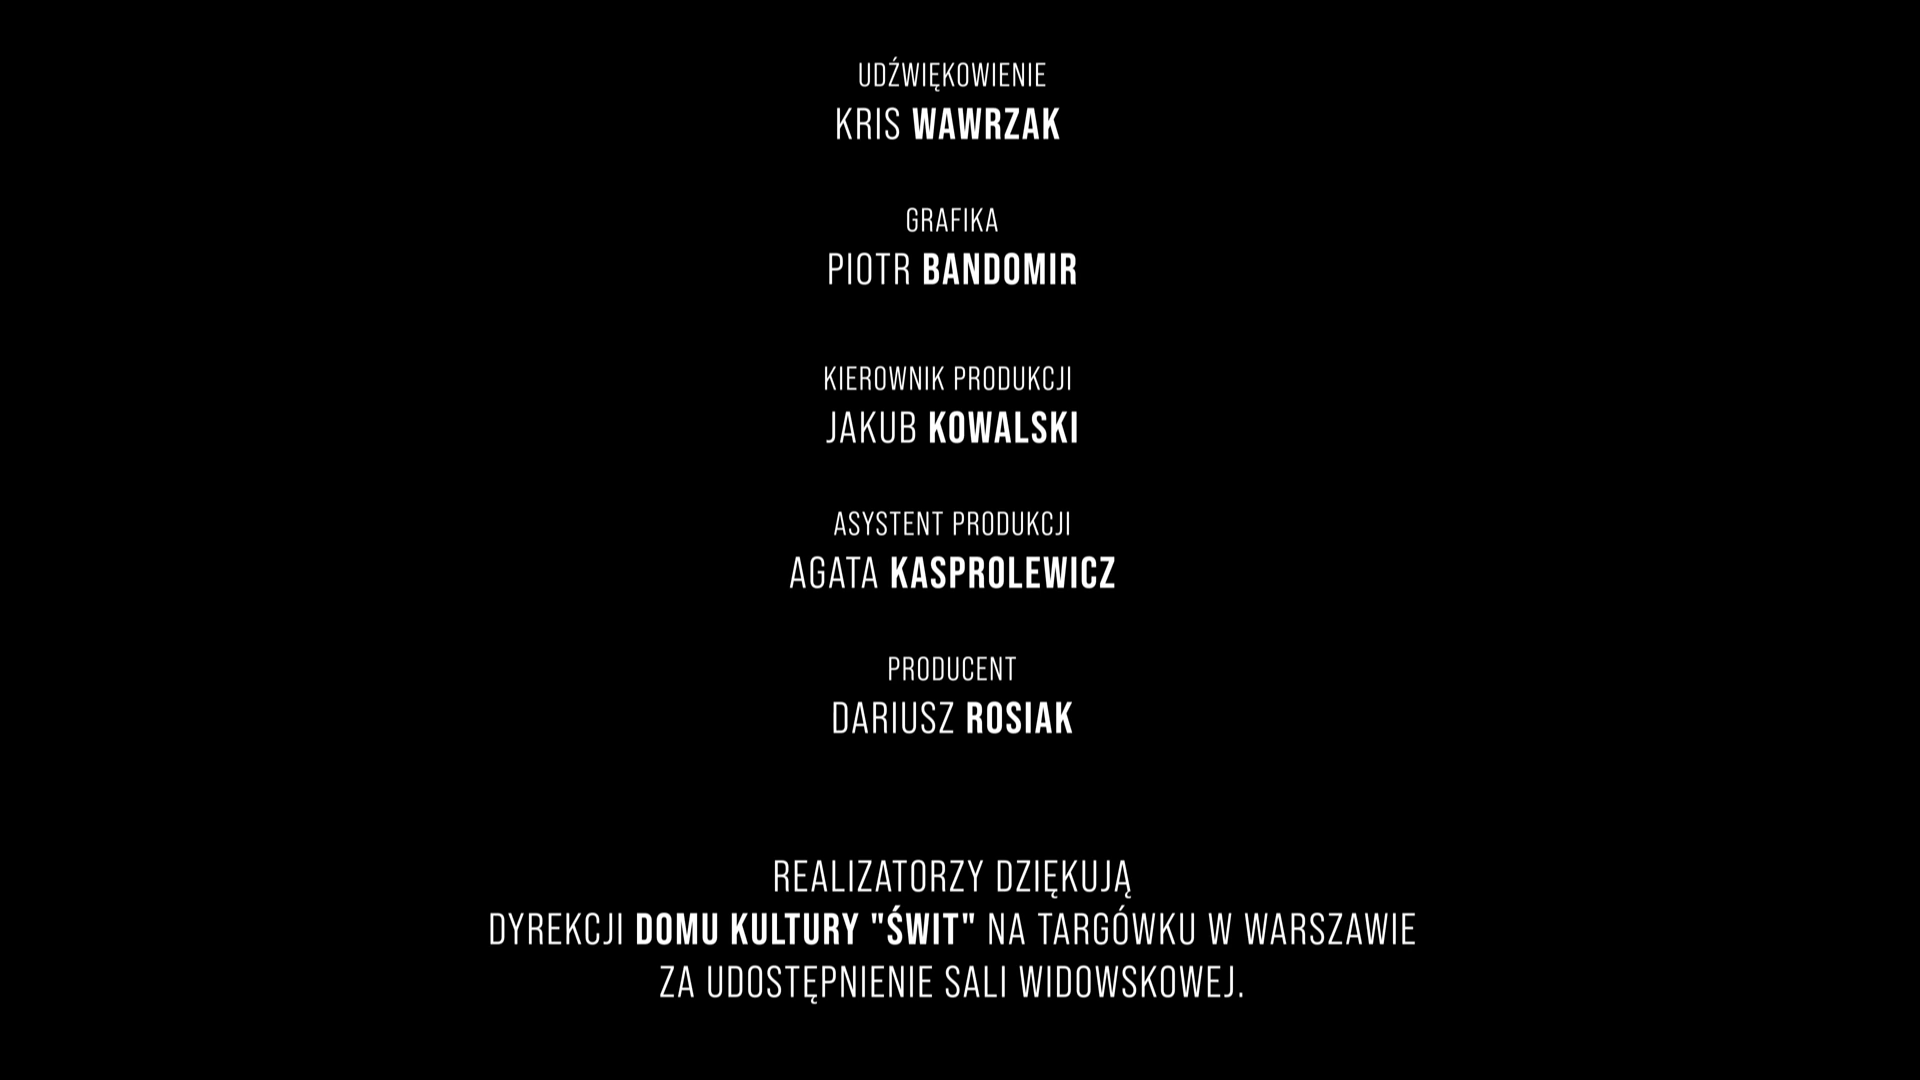 UDŹWIĘKOWIENIE
KRIS WAWRZAK
GRAFIKA
PIOTR BANDOMIR
KIEROWNIK PRODUKCJI
JAKUB KOWALSKI
ASYSTENT PRODUKCJI
AGATA KASPROLEWICZ
PRODUCENT
DARIUSZ ROSIAK
REALIZATORZY DZIĘKUJĄ
DYREKCJI DOMU KULTURY "ŚWIT" NA TARGÓWKU W WARSZAWIE
ZA UDOSTĘPNIENIE SALI WIDOWSKOWEJ.